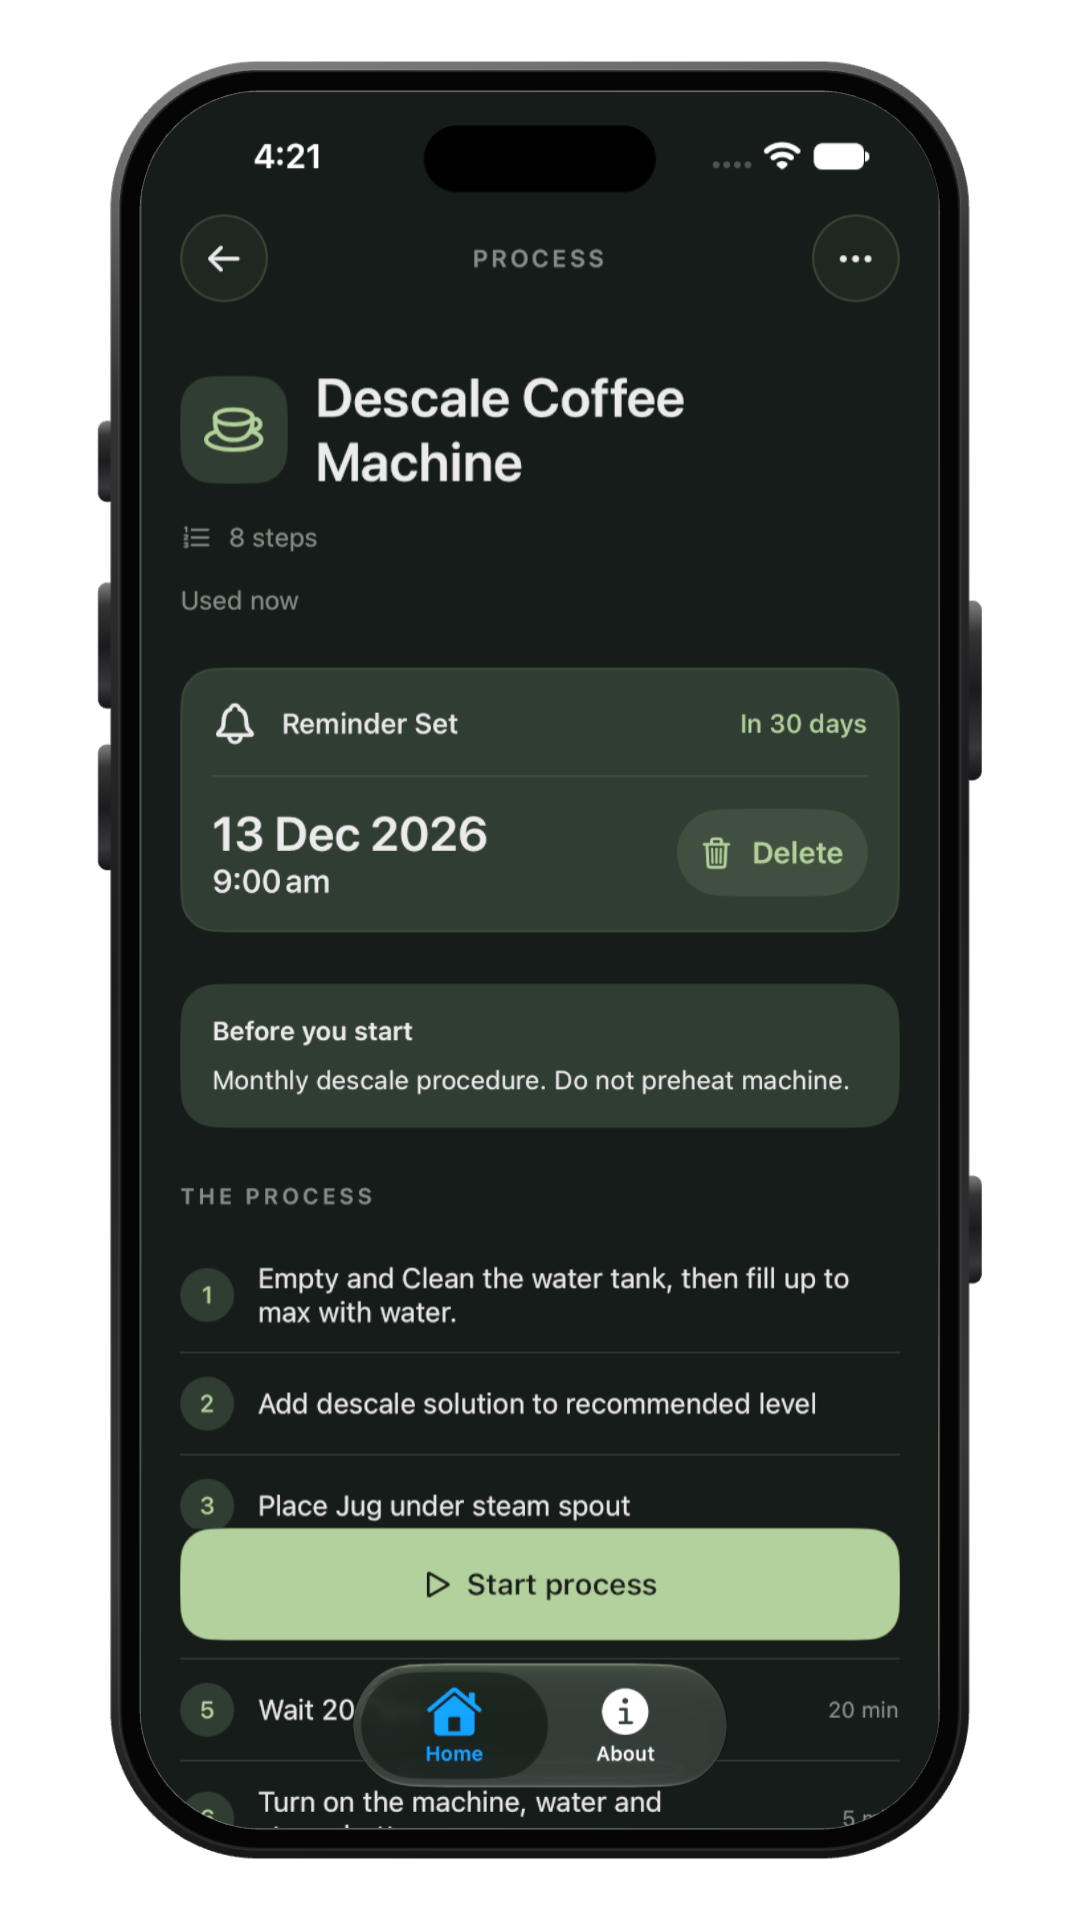 4:21
PROCESS
Descale Coffee
Machine
8 steps
Used now
Reminder Set
In 30 days
13 Dec 2026
9:00 am
Delete
Before you start
Monthly descale procedure. Do not preheat machine.
THE PROCESS
1
Empty and Clean the water tank, then fill up to
max with water.
2
Add descale solution to recommended level
3
Place Jug under steam spout
Start process
5
Wait 20
20 min
Home
About
6
Turn on the machine, water and
5